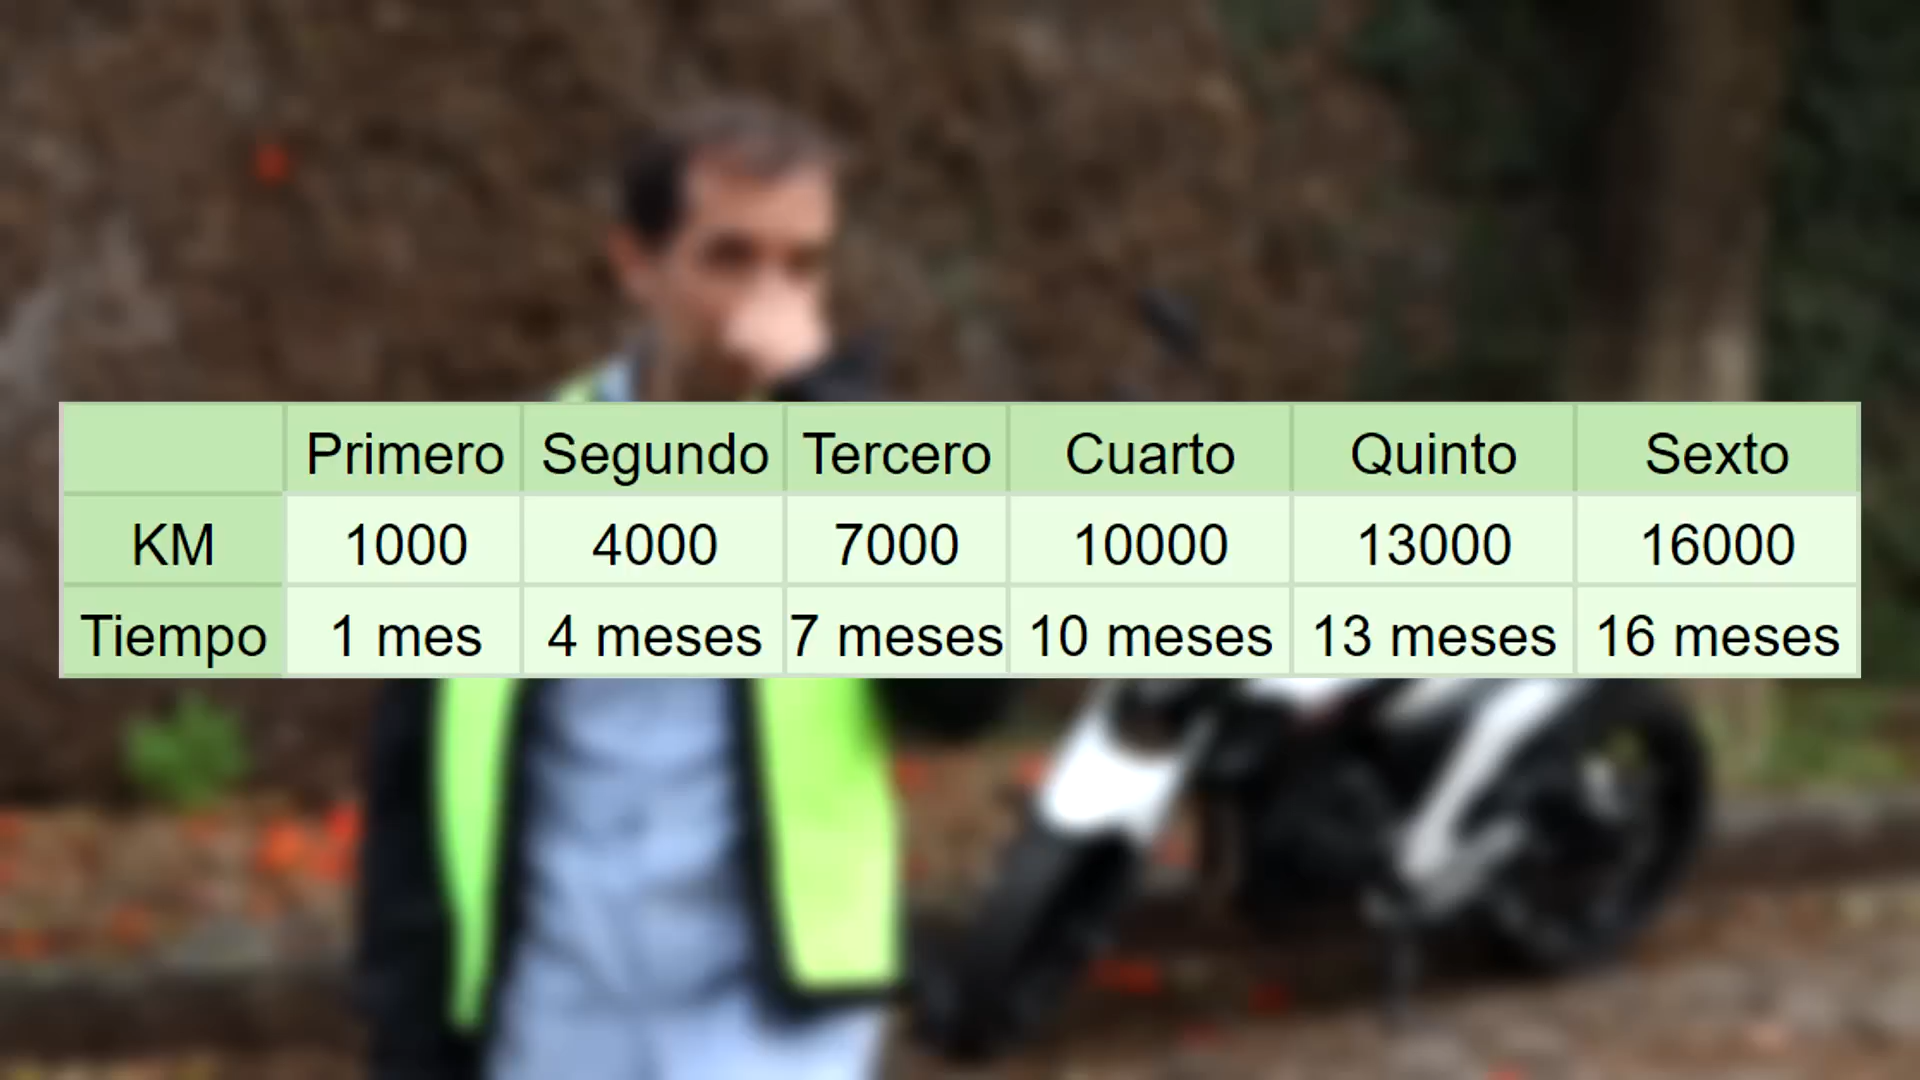 Primero Segundo Tercero Cuarto Quinto Sexto
KM 1000 4000 7000 10000 13000 16000
Tiempo 1 mes 4 meses 7 meses 10 meses 13 meses 16 meses